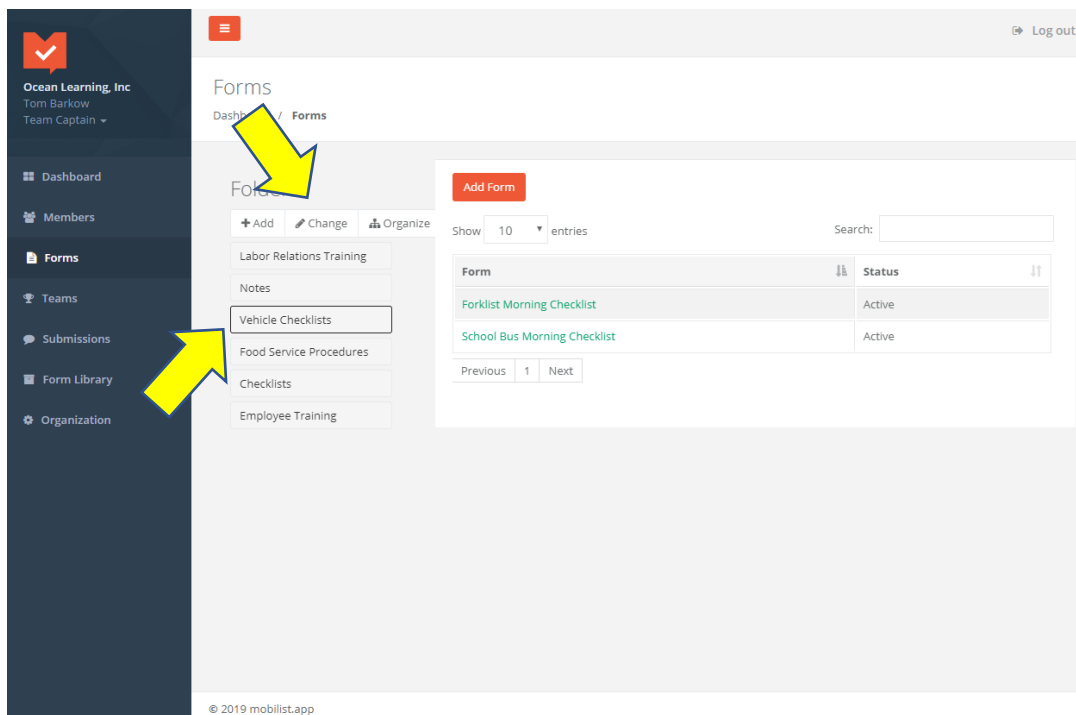 Log out
Ocean Learning, Inc
Tom Barkow
Team Captain
Forms
/ Forms
Dashboard
Members
Forms
Teams
Submissions
Form Library
Organization
+ Add Change Organize
Labor Relations Training
Notes
Vehicle Checklists
Food Service Procedures
Checklists
Employee Training
Add Form
Show 10 entries Search:
Form Status
Forklist Morning Checklist Active
School Bus Morning Checklist Active
Previous 1 Next
© 2019 mobilist.app